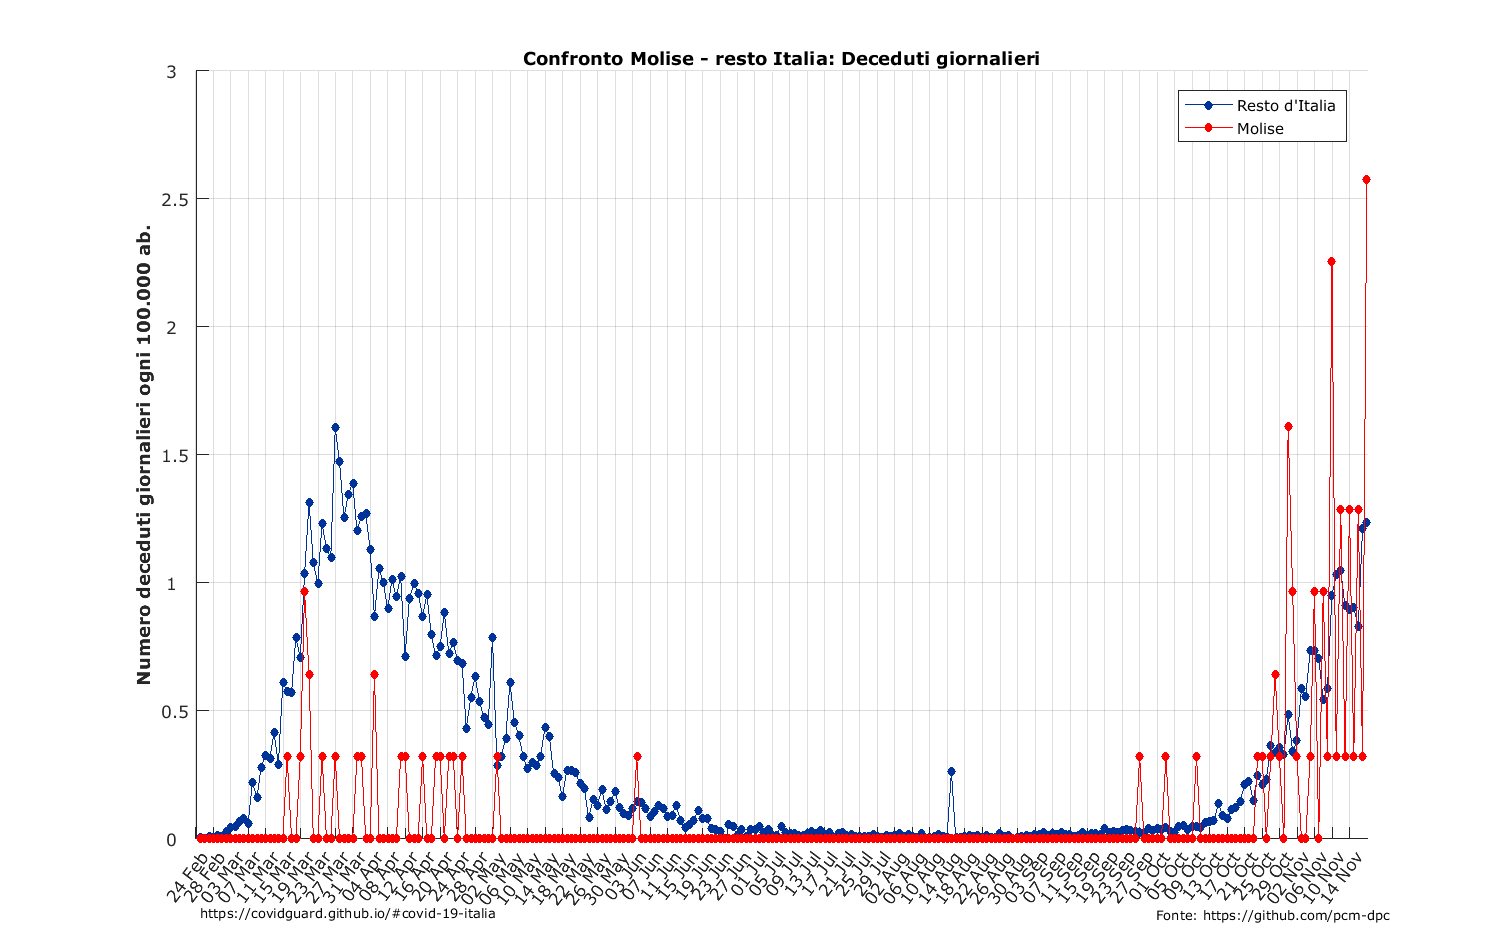 Confronto Molise - resto Italia: Deceduti giornalieri
Resto d'Italia
Molise
Numero deceduti giornalieri ogni 100.000 ab.
3
2.5
2
1.5
1
0.5
0
24 Feb
28 Feb
03 Mar
07 Mar
11 Mar
15 Mar
19 Mar
23 Mar
27 Mar
31 Mar
04 Apr
08 Apr
12 Apr
16 Apr
20 Apr
24 Apr
28 Apr
02 May
06 May
10 May
14 May
18 May
22 May
26 May
30 May
03 Jun
07 Jun
11 Jun
15 Jun
19 Jun
23 Jun
27 Jun
01 Jul
05 Jul
09 Jul
13 Jul
17 Jul
21 Jul
25 Jul
29 Jul
02 Aug
06 Aug
10 Aug
14 Aug
18 Aug
22 Aug
26 Aug
30 Aug
03 Sep
07 Sep
11 Sep
15 Sep
19 Sep
23 Sep
27 Sep
01 Oct
05 Oct
09 Oct
13 Oct
17 Oct
21 Oct
25 Oct
29 Oct
02 Nov
06 Nov
10 Nov
14 Nov
https://covidguard.github.io/#covid-19-italia
Fonte: https://github.com/pcm-dpc